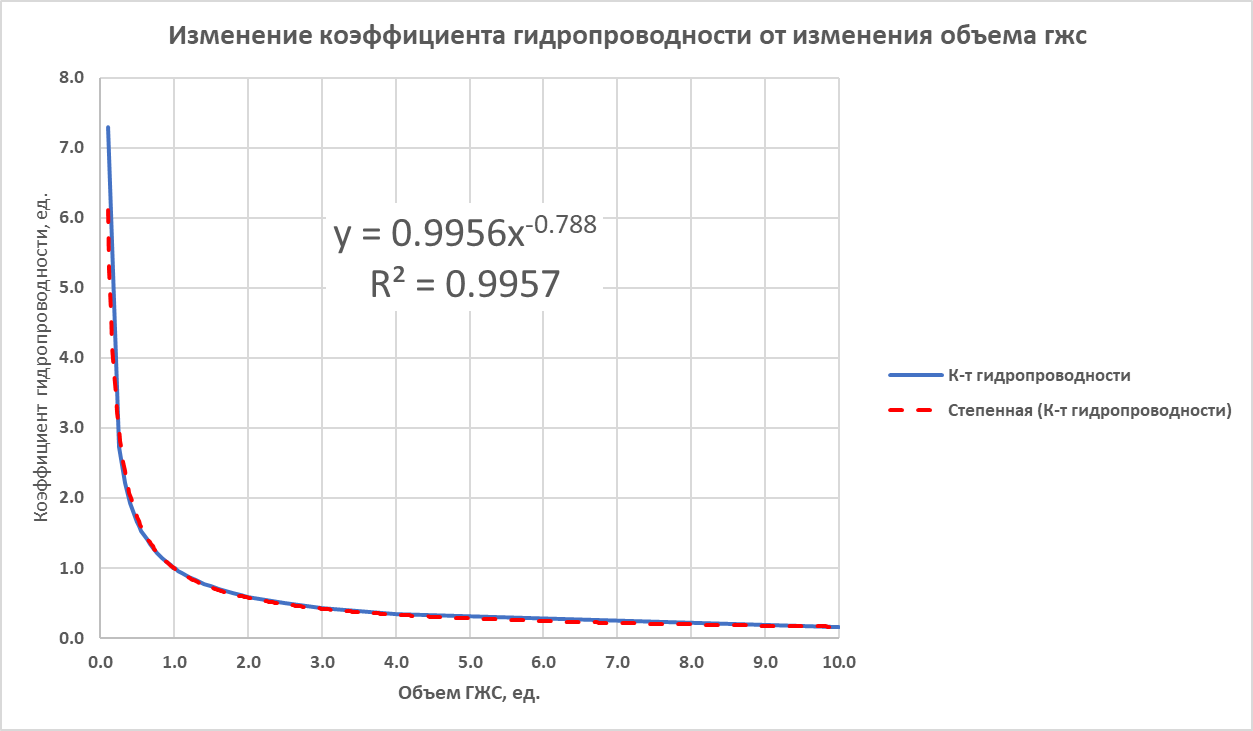 Изменение коэффициента гидропроводности от изменения объема гжс
8.0
7.0
6.0
5.0
4.0
3.0
2.0
1.0
0.0
Коэффициент гидропроводности, ед.
y = 0.9956x^-0.788
R² = 0.9957
0.0 1.0 2.0 3.0 4.0 5.0 6.0 7.0 8.0 9.0 10.0
Объем ГЖС, ед.
К-т гидропроводности
Степенная (К-т гидропроводности)